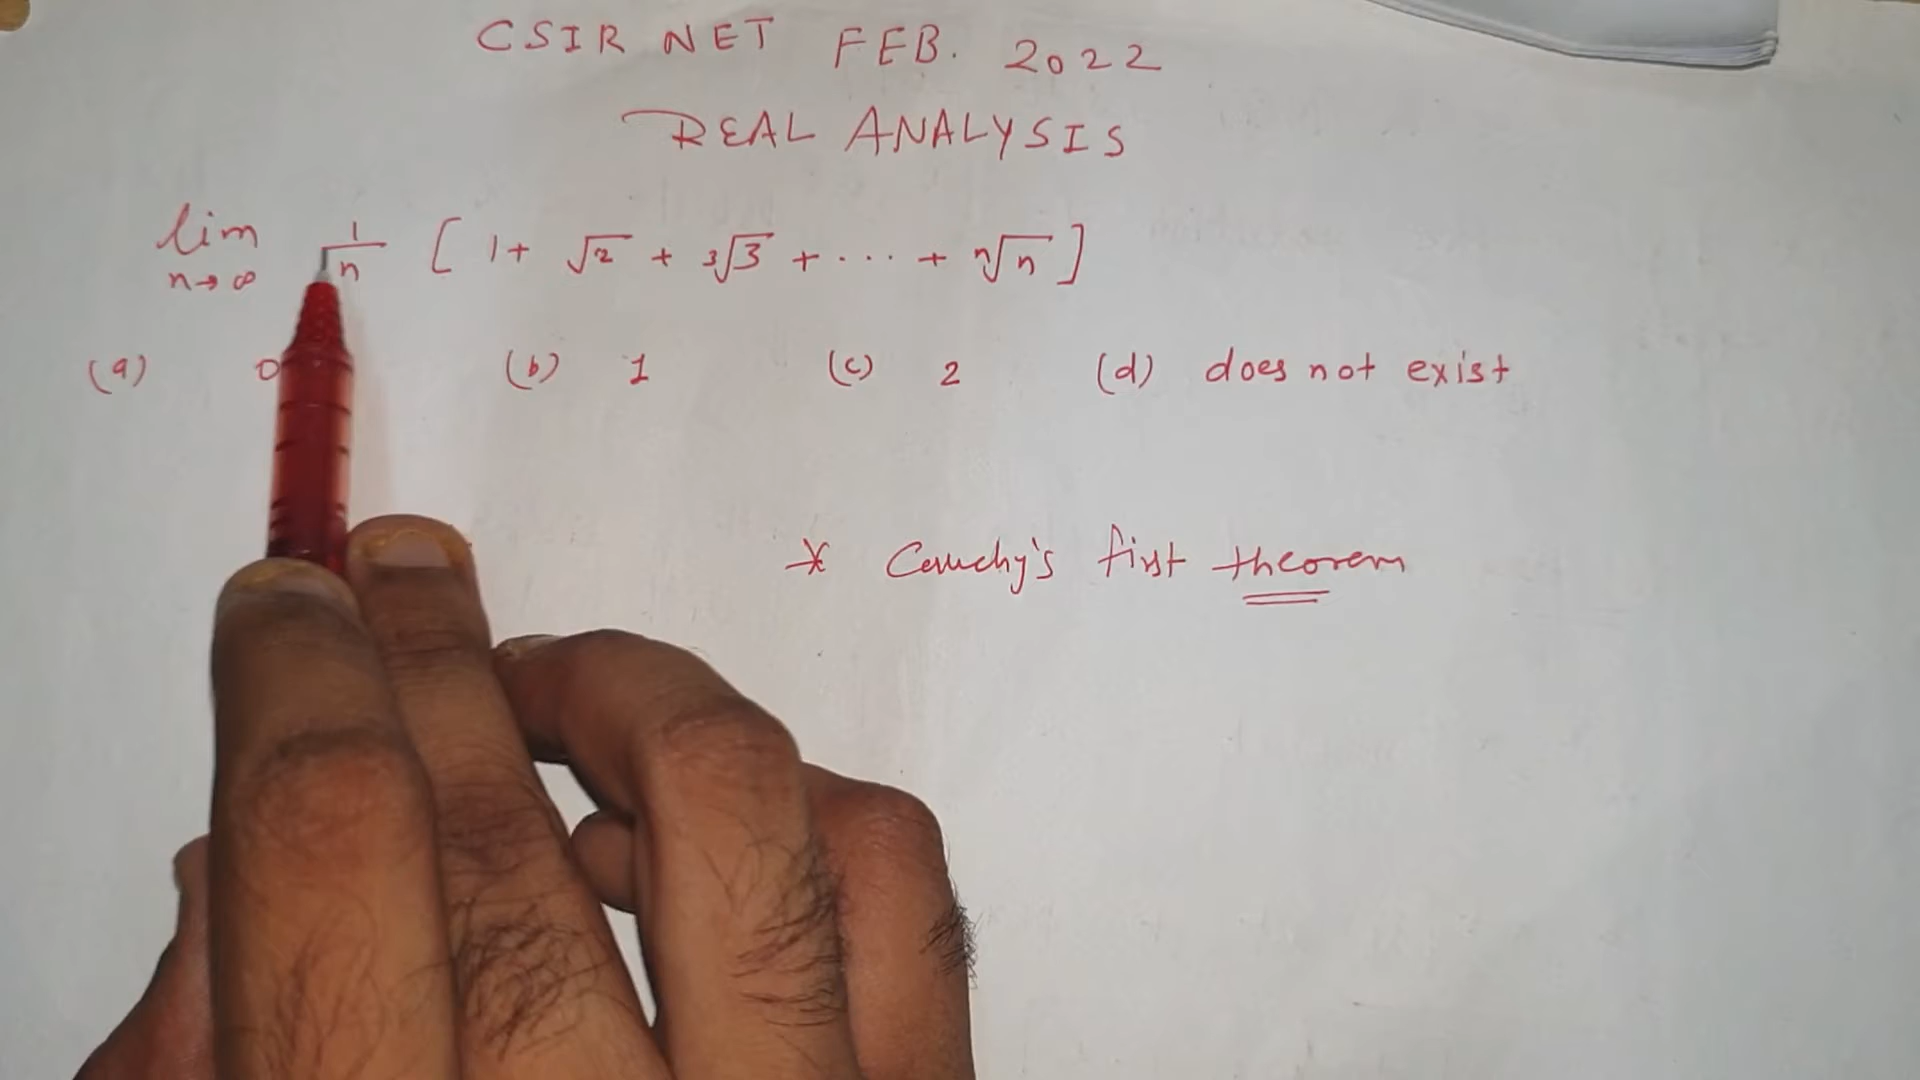 CSIR NET FEB. 2022
REAL ANALYSIS
lim n→∞ 1/n [ 1 + √2 + ³√3 + ··· + ⁿ√n ]
(a) 0 (b) 1 (c) 2 (d) does not exist
* Cauchy's first theorem